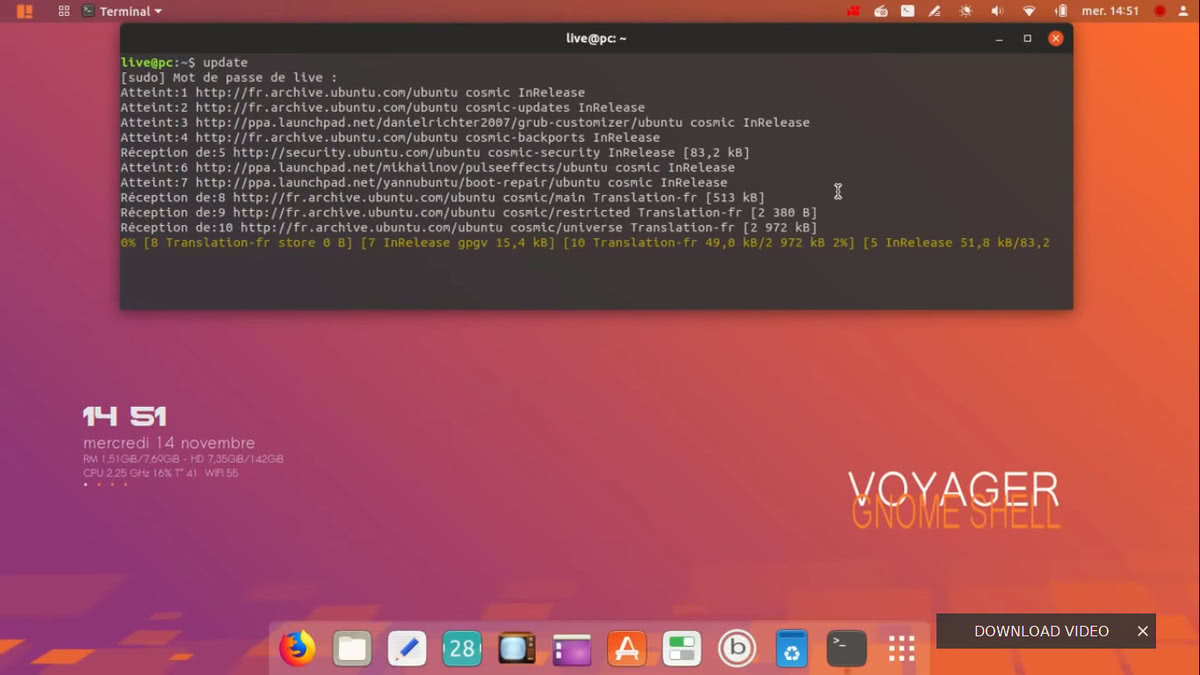 Terminal
mer. 14:51
live@pc: ~
live@pc:~$ update
[sudo] Mot de passe de live :
Atteint:1 http://fr.archive.ubuntu.com/ubuntu cosmic InRelease
Atteint:2 http://fr.archive.ubuntu.com/ubuntu cosmic-updates InRelease
Atteint:3 http://ppa.launchpad.net/danielrichter2007/grub-customizer/ubuntu cosmic InRelease
Atteint:4 http://fr.archive.ubuntu.com/ubuntu cosmic-backports InRelease
Réception de:5 http://security.ubuntu.com/ubuntu cosmic-security InRelease [83,2 kB]
Atteint:6 http://ppa.launchpad.net/mikhailnov/pulseeffects/ubuntu cosmic InRelease
Atteint:7 http://ppa.launchpad.net/yannubuntu/boot-repair/ubuntu cosmic InRelease
Réception de:8 http://fr.archive.ubuntu.com/ubuntu cosmic/main Translation-fr [513 kB]
Réception de:9 http://fr.archive.ubuntu.com/ubuntu cosmic/restricted Translation-fr [2 380 B]
Réception de:10 http://fr.archive.ubuntu.com/ubuntu cosmic/universe Translation-fr [2 972 kB]
0% [8 Translation-fr store 0 B] [7 InRelease gpgv 15,4 kB] [10 Translation-fr 49,0 kB/2 972 kB 2%] [5 InRelease 51,8 kB/83,2
14 51
mercredi 14 novembre
RM 1,51GiB/7,69GiB - HD 7,35GiB/142GiB
CPU 2,25 GHz 16% T° 41 WIFI 55
VOYAGER
GNOME SHELL
28
DOWNLOAD VIDEO